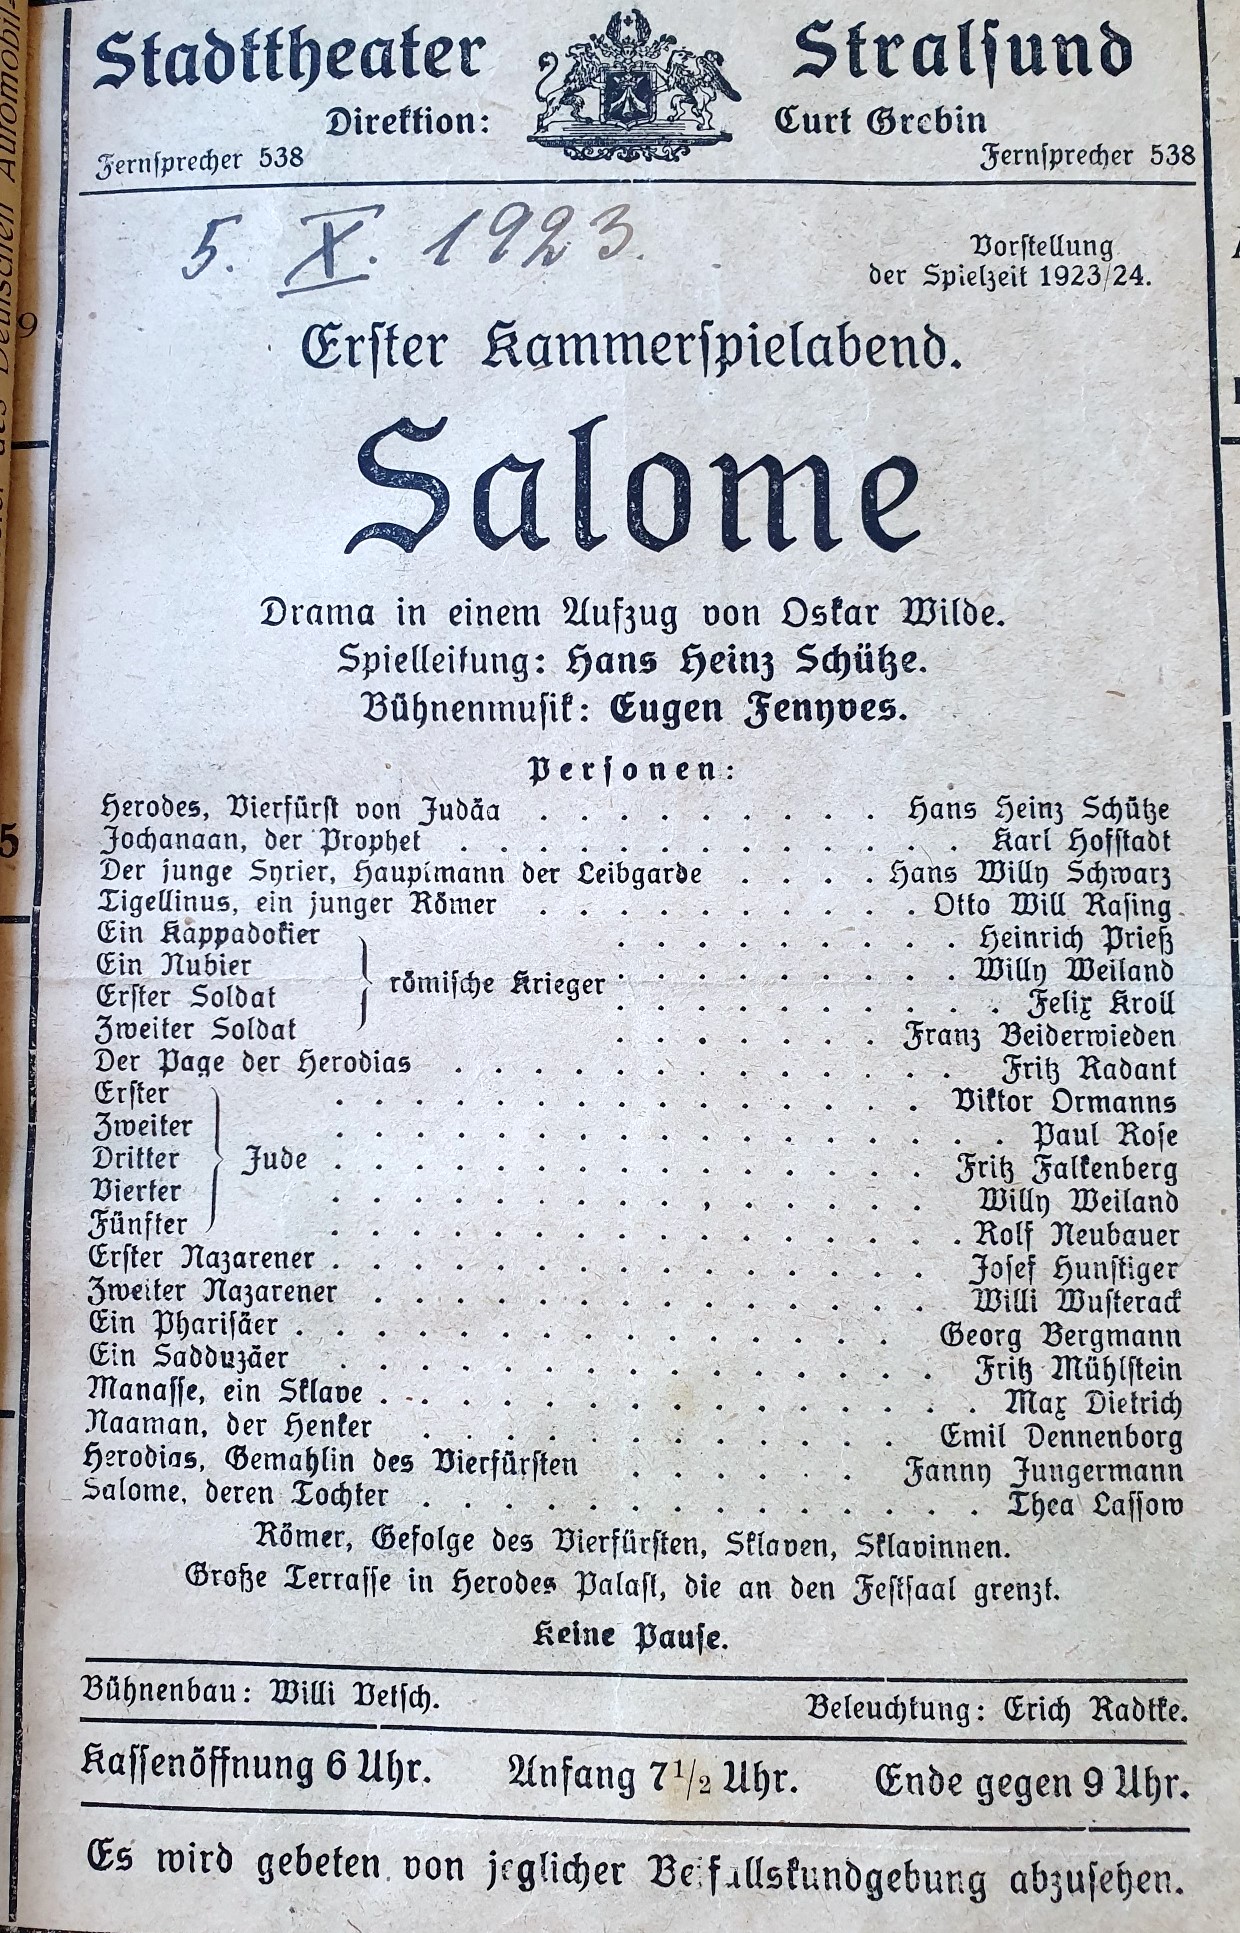 Stadttheater Stralsund
Direktion: Curt Grebin
Fernsprecher 538 Fernsprecher 538
5. X. 1923.
Vorstellung
der Spielzeit 1923/24.
Erster Kammerspielabend.
Salome
Drama in einem Aufzug von Oskar Wilde.
Spielleitung: Hans Heinz Schütze.
Bühnenmusik: Eugen Fenyves.
Personen:
Herodes, Vierfürst von Judäa . . . . . . . . . Hans Heinz Schütze
Jochanaan, der Prophet . . . . . . . . . . . . Karl Hofstadt
Der junge Syrier, Hauptmann der Leibgarde . . . . Hans Willy Schwarz
Tigellinus, ein junger Römer . . . . . . . . . . Otto Will Rasing
Ein Kappadokier . . . . . . . . . Heinrich Prieß
Ein Nubier . . . . . . . . . Willy Weiland
römische Krieger
Erster Soldat . . . . . . . . . . Felix Kroll
Zweiter Soldat . . . . . . . Franz Beiderwieden
Der Page der Herodias . . . . . . . . . . . . Fritz Radant
Erster . . . . . . . . . . . . . . . Viktor Ormanns
Zweiter . . . . . . . . . . . . . . . . Paul Rose
Dritter Jude . . . . . . . . . . . . . . . Fritz Falkenberg
Vierter . . . . . . . . . . . . . . . Willy Weiland
Fünfter . . . . . . . . . . . . . . . . Rolf Neubauer
Erster Nazarener . . . . . . . . . . . . . . . Josef Hunstiger
Zweiter Nazarener . . . . . . . . . . . . . . Willi Wusterack
Ein Pharisäer . . . . . . . . . . . . . . . Georg Bergmann
Ein Sadduzäer . . . . . . . . . . . . . . . Fritz Mühlstein
Manasse, ein Sklave . . . . . . . . . . . . . . . Max Dietrich
Naaman, der Henker . . . . . . . . . . . . Emil Dennenborg
Herodias, Gemahlin des Vierfürsten . . . . . . Fanny Jungermann
Salome, deren Tochter . . . . . . . . . . . . . . Thea Lassow
Römer, Gefolge des Vierfürsten, Sklaven, Sklavinnen.
Große Terrasse in Herodes Palast, die an den Festsaal grenzt.
Keine Pause.
Bühnenbau: Willi Vetsch. Beleuchtung: Erich Radtke.
Kassenöffnung 6 Uhr. Anfang 7 1/2 Uhr. Ende gegen 9 Uhr.
Es wird gebeten von jeglicher Beifallskundgebung abzusehen.